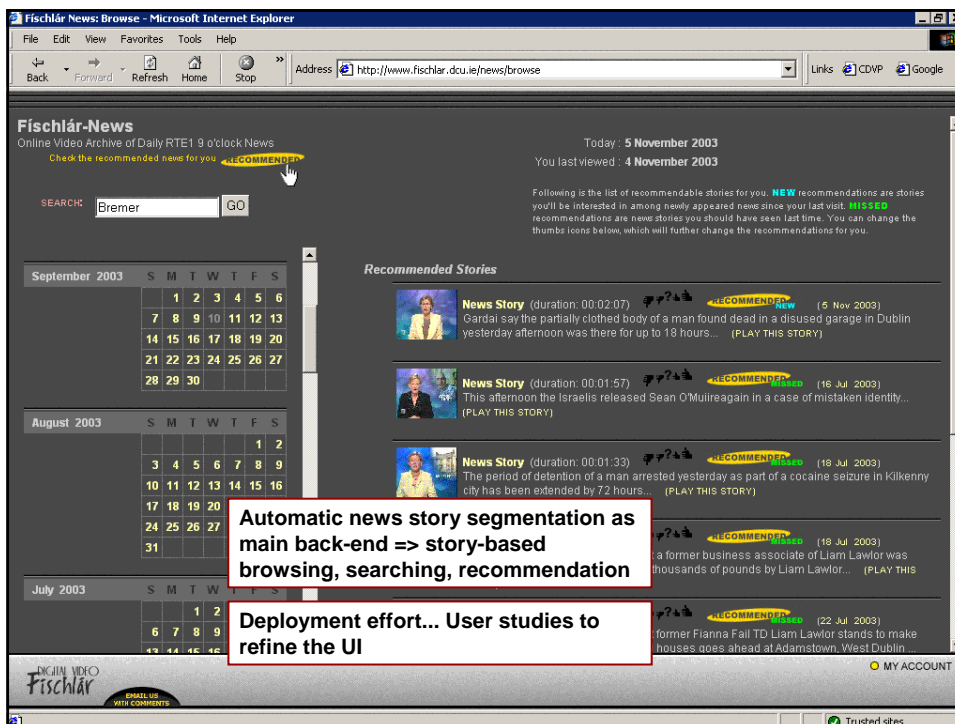 Físchlár News: Browse - Microsoft Internet Explorer
File Edit View Favorites Tools Help
Back Forward Refresh Home Stop » Address http://www.fischlar.dcu.ie/news/browse Links CDVP Google
Físchlár-News
Online Video Archive of Daily RTE1 9 o'clock News
Check the recommended news for you RECOMMENDED
Today : 5 November 2003
You last viewed : 4 November 2003
SEARCH: Bremer GO
Following is the list of recommendable stories for you. NEW recommendations are stories
you'll be interested in among newly appeared news since your last visit. MISSED
recommendations are news stories you should have seen last time. You can change the
thumbs icons below, which will further change the recommendations for you.
September 2003 S M T W T F S
1 2 3 4 5 6
7 8 9 10 11 12 13
14 15 16 17 18 19 20
21 22 23 24 25 26 27
28 29 30
August 2003 S M T W T F S
1 2
3 4 5 6 7 8 9
10 11 12 13 14 15 16
17 18 19 20
24 25 26 27
31
July 2003 S M T W
1 2
6 7 8 9
13 14 15 16
Recommended Stories
News Story (duration: 00:02:07) ? RECOMMENDED NEW (5 Nov 2003)
Gardai say the partially clothed body of a man found dead in a disused garage in Dublin
yesterday afternoon was there for up to 18 hours... (PLAY THIS STORY)
News Story (duration: 00:01:57) ? RECOMMENDED MISSED (16 Jul 2003)
This afternoon the Israelis released Sean O'Muiireagain in a case of mistaken identity...
(PLAY THIS STORY)
News Story (duration: 00:01:33) ? RECOMMENDED MISSED (18 Jul 2003)
The period of detention of a man arrested yesterday as part of a cocaine seizure in Kilkenny
city has been extended by 72 hours... (PLAY THIS STORY)
? RECOMMENDED MISSED (18 Jul 2003)
a former business associate of Liam Lawlor was
thousands of pounds by Liam Lawlor... (PLAY THIS
? RECOMMENDED MISSED (22 Jul 2003)
former Fianna Fail TD Liam Lawlor stands to make
houses goes ahead at Adamstown, West Dublin ...
Automatic news story segmentation as
main back-end => story-based
browsing, searching, recommendation
Deployment effort... User studies to
refine the UI
DIGITAL VIDEO
Físchlár
EMAIL US
WITH COMMENTS
MY ACCOUNT
Trusted sites